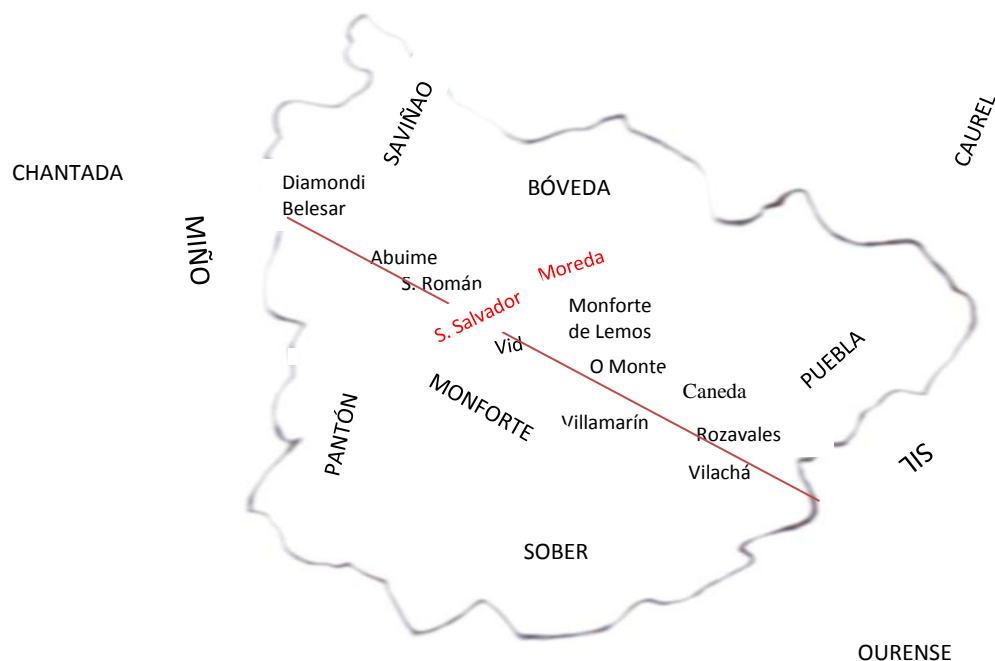 SAVIÑAO
CAUREL
CHANTADA
BÓVEDA
Diamondi
Belesar
MIÑO
Abuime
S. Román
Moreda
S. Salvador
Monforte
de Lemos
Vid
O Monte
PUEBLA
Caneda
MONFORTE
PANTÓN
Villamarín
Rozavales
SIL
Vilachá
SOBER
OURENSE